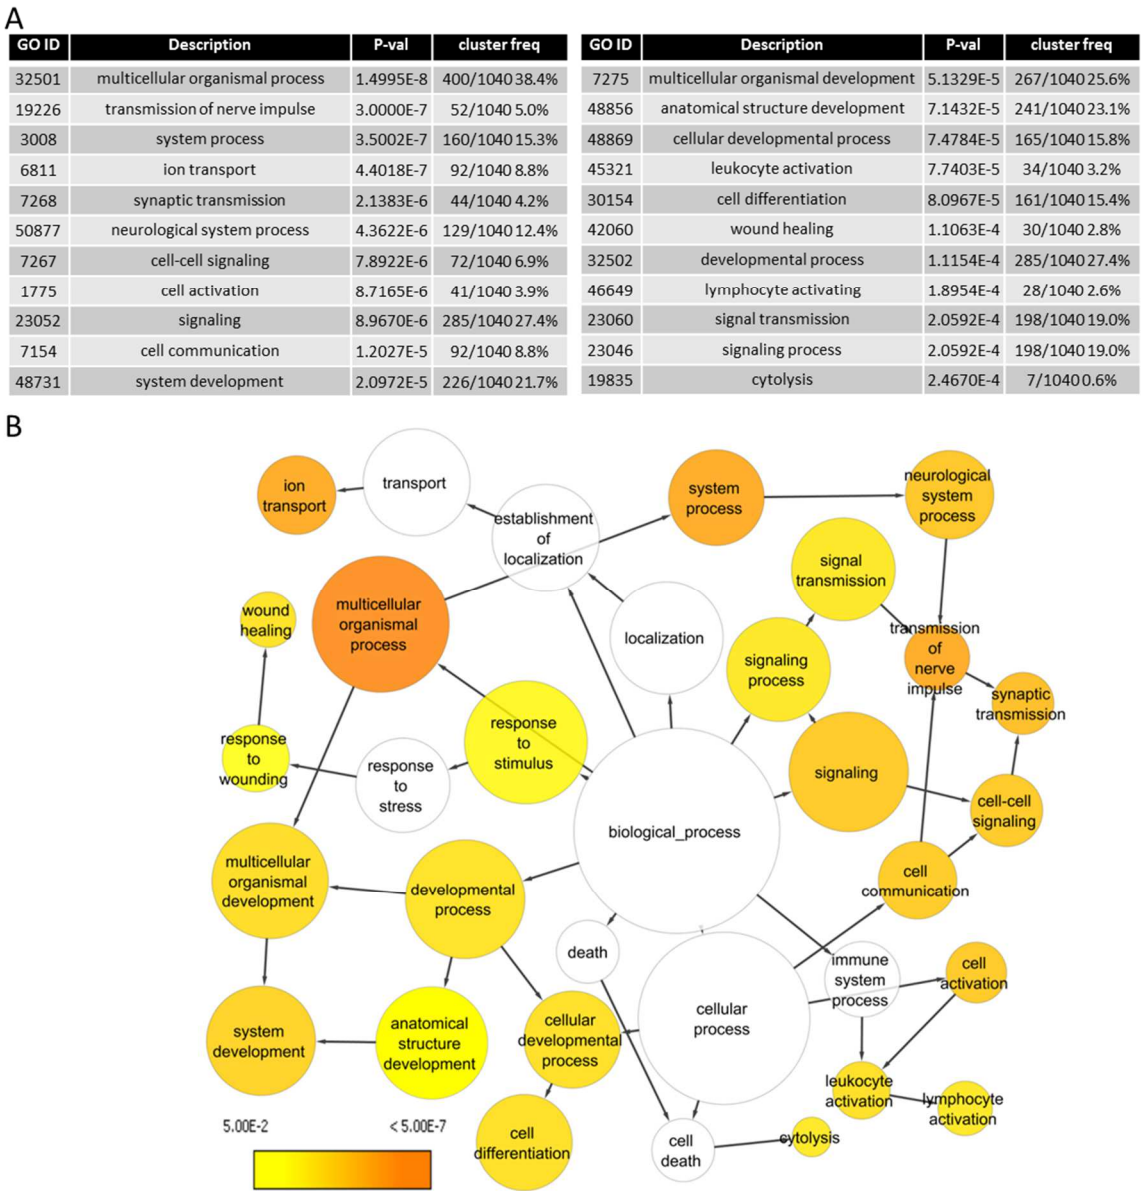 A
GO ID Description P-val cluster freq
32501 multicellular organismal process 1.4995E-8 400/1040 38.4%
19226 transmission of nerve impulse 3.0000E-7 52/1040 5.0%
3008 system process 3.5002E-7 160/1040 15.3%
6811 ion transport 4.4018E-7 92/1040 8.8%
7268 synaptic transmission 2.1383E-6 44/1040 4.2%
50877 neurological system process 4.3622E-6 129/1040 12.4%
7267 cell-cell signaling 7.8922E-6 72/1040 6.9%
1775 cell activation 8.7165E-6 41/1040 3.9%
23052 signaling 8.9670E-6 285/1040 27.4%
7154 cell communication 1.2027E-5 92/1040 8.8%
48731 system development 2.0972E-5 226/1040 21.7%
GO ID Description P-val cluster freq
7275 multicellular organismal development 5.1329E-5 267/1040 25.6%
48856 anatomical structure development 7.1432E-5 241/1040 23.1%
48869 cellular developmental process 7.4784E-5 165/1040 15.8%
45321 leukocyte activation 7.7403E-5 34/1040 3.2%
30154 cell differentiation 8.0967E-5 161/1040 15.4%
42060 wound healing 1.1063E-4 30/1040 2.8%
32502 developmental process 1.1154E-4 285/1040 27.4%
46649 lymphocyte activating 1.8954E-4 28/1040 2.6%
23060 signal transmission 2.0592E-4 198/1040 19.0%
23046 signaling process 2.0592E-4 198/1040 19.0%
19835 cytolysis 2.4670E-4 7/1040 0.6%
B
ion
transport
transport
establishment
of
localization
system
process
neurological
system
process
signal
transmission
wound
healing
multicellular
organismal
process
localization
signaling
process
transmission
of
nerve
impulse
synaptic
transmission
response
to
wounding
response
to
stress
response
to
stimulus
signaling
cell-cell
signaling
biological_process
multicellular
organismal
development
developmental
process
cell
communication
death
immune
system
process
cell
activation
system
development
anatomical
structure
development
cellular
developmental
process
cellular
process
leukocyte
activation
lymphocyte
activation
cell
differentiation
cell
death
cytolysis
5.00E-2 < 5.00E-7